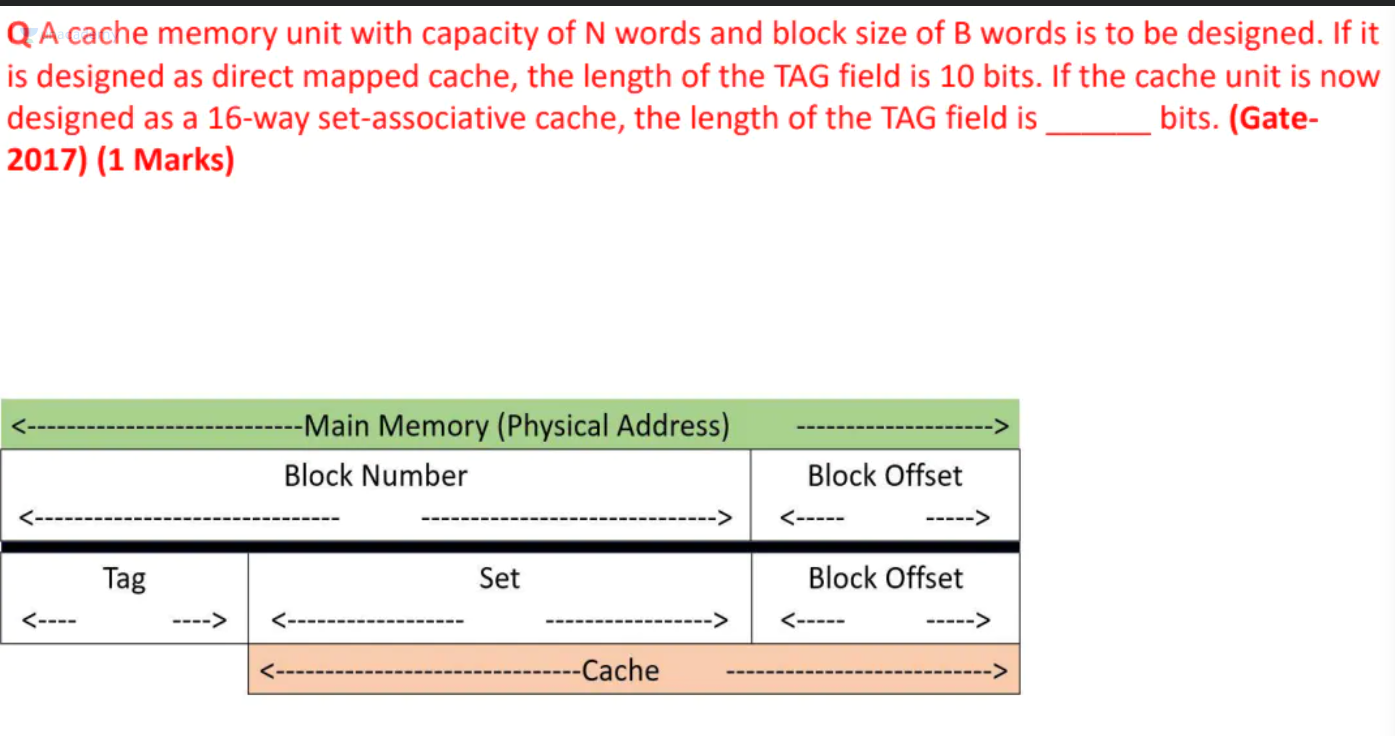 Q A cache memory unit with capacity of N words and block size of B words is to be designed. If it
is designed as direct mapped cache, the length of the TAG field is 10 bits. If the cache unit is now
designed as a 16-way set-associative cache, the length of the TAG field is ______ bits. (Gate-
2017) (1 Marks)
<----------------------------Main Memory (Physical Address) -------------------->
Block Number Block Offset
<------------------------------- ------------------------------> <----- ----->
Tag Set Block Offset
<---- ----> <------------------ -----------------> <----- ----->
<-------------------------------Cache --------------------------->